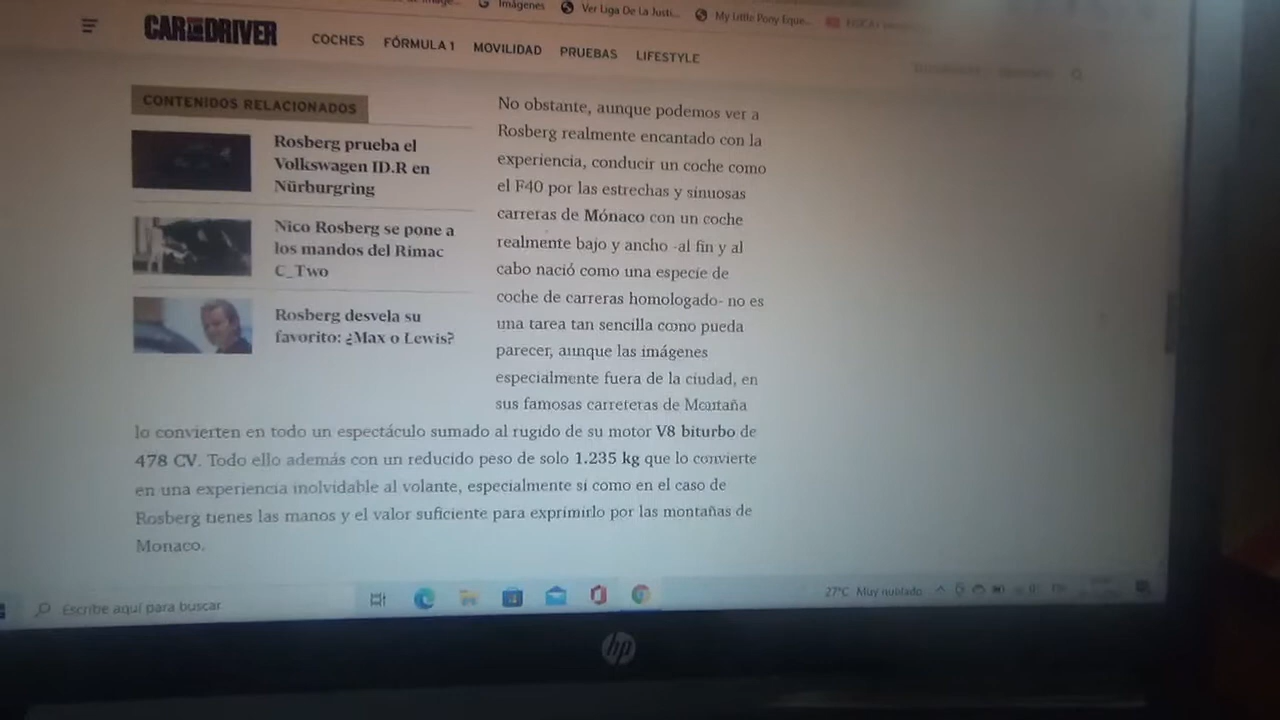 Imágenes
Ver Liga De La Justi...
My Little Pony Eque...
CAR AND DRIVER
COCHES
FÓRMULA 1
MOVILIDAD
PRUEBAS
LIFESTYLE
CONTENIDOS RELACIONADOS
Rosberg prueba el
Volkswagen ID.R en
Nürburgring
Nico Rosberg se pone a
los mandos del Rimac
C_Two
Rosberg desvela su
favorito: ¿Max o Lewis?
No obstante, aunque podemos ver a
Rosberg realmente encantado con la
experiencia, conducir un coche como
el F40 por las estrechas y sinuosas
carreras de Mónaco con un coche
realmente bajo y ancho -al fin y al
cabo nació como una especie de
coche de carreras homologado- no es
una tarea tan sencilla como pueda
parecer, aunque las imágenes
especialmente fuera de la ciudad, en
sus famosas carreteras de Montaña
lo convierten en todo un espectáculo sumado al rugido de su motor V8 biturbo de
478 CV. Todo ello además con un reducido peso de solo 1.235 kg que lo convierte
en una experiencia inolvidable al volante, especialmente si como en el caso de
Rosberg tienes las manos y el valor suficiente para exprimirlo por las montañas de
Monaco.
Escribe aquí para buscar
27°C Muy nublado
hp